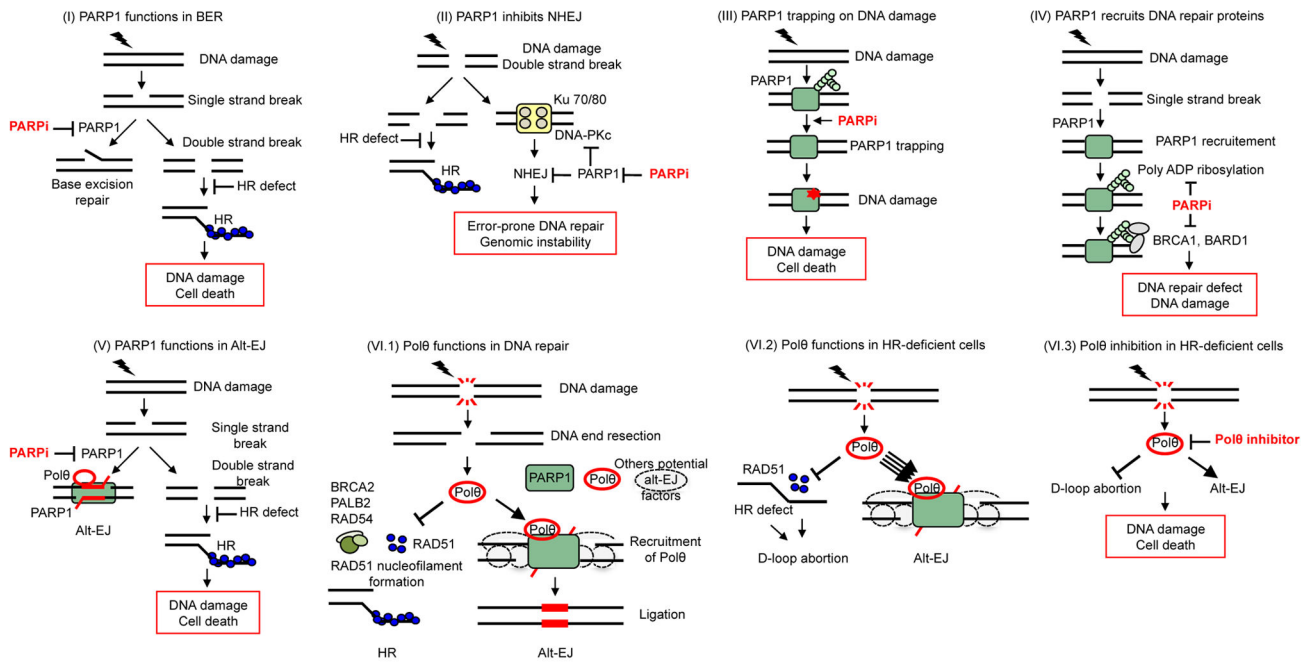 (I) PARP1 functions in BER
DNA damage
Single strand break
PARPi
PARP1
Double strand break
Base excision
repair
HR defect
HR
DNA damage
Cell death
(II) PARP1 inhibits NHEJ
DNA damage
Double strand break
Ku 70/80
HR defect
DNA-PKc
HR
NHEJ
PARP1
PARPi
Error-prone DNA repair
Genomic instability
(III) PARP1 trapping on DNA damage
DNA damage
PARP1
PARPi
PARP1 trapping
DNA damage
DNA damage
Cell death
(IV) PARP1 recruits DNA repair proteins
DNA damage
Single strand break
PARP1
PARP1 recruitement
Poly ADP ribosylation
PARPi
BRCA1, BARD1
DNA repair defect
DNA damage
(V) PARP1 functions in Alt-EJ
DNA damage
Single strand
break
PARPi
PARP1
Polθ
Double strand
break
PARP1
Alt-EJ
HR defect
HR
DNA damage
Cell death
(VI.1) Polθ functions in DNA repair
DNA damage
DNA end resection
Polθ
PARP1
Polθ
Others potential
alt-EJ
factors
BRCA2
PALB2
RAD54
RAD51
RAD51 nucleofilament
formation
Polθ
Recruitment
of Polθ
Ligation
HR
Alt-EJ
(VI.2) Polθ functions in HR-deficient cells
Polθ
RAD51
Polθ
HR defect
D-loop abortion
Alt-EJ
(VI.3) Polθ inhibition in HR-deficient cells
Polθ
Polθ inhibitor
D-loop abortion
Alt-EJ
DNA damage
Cell death